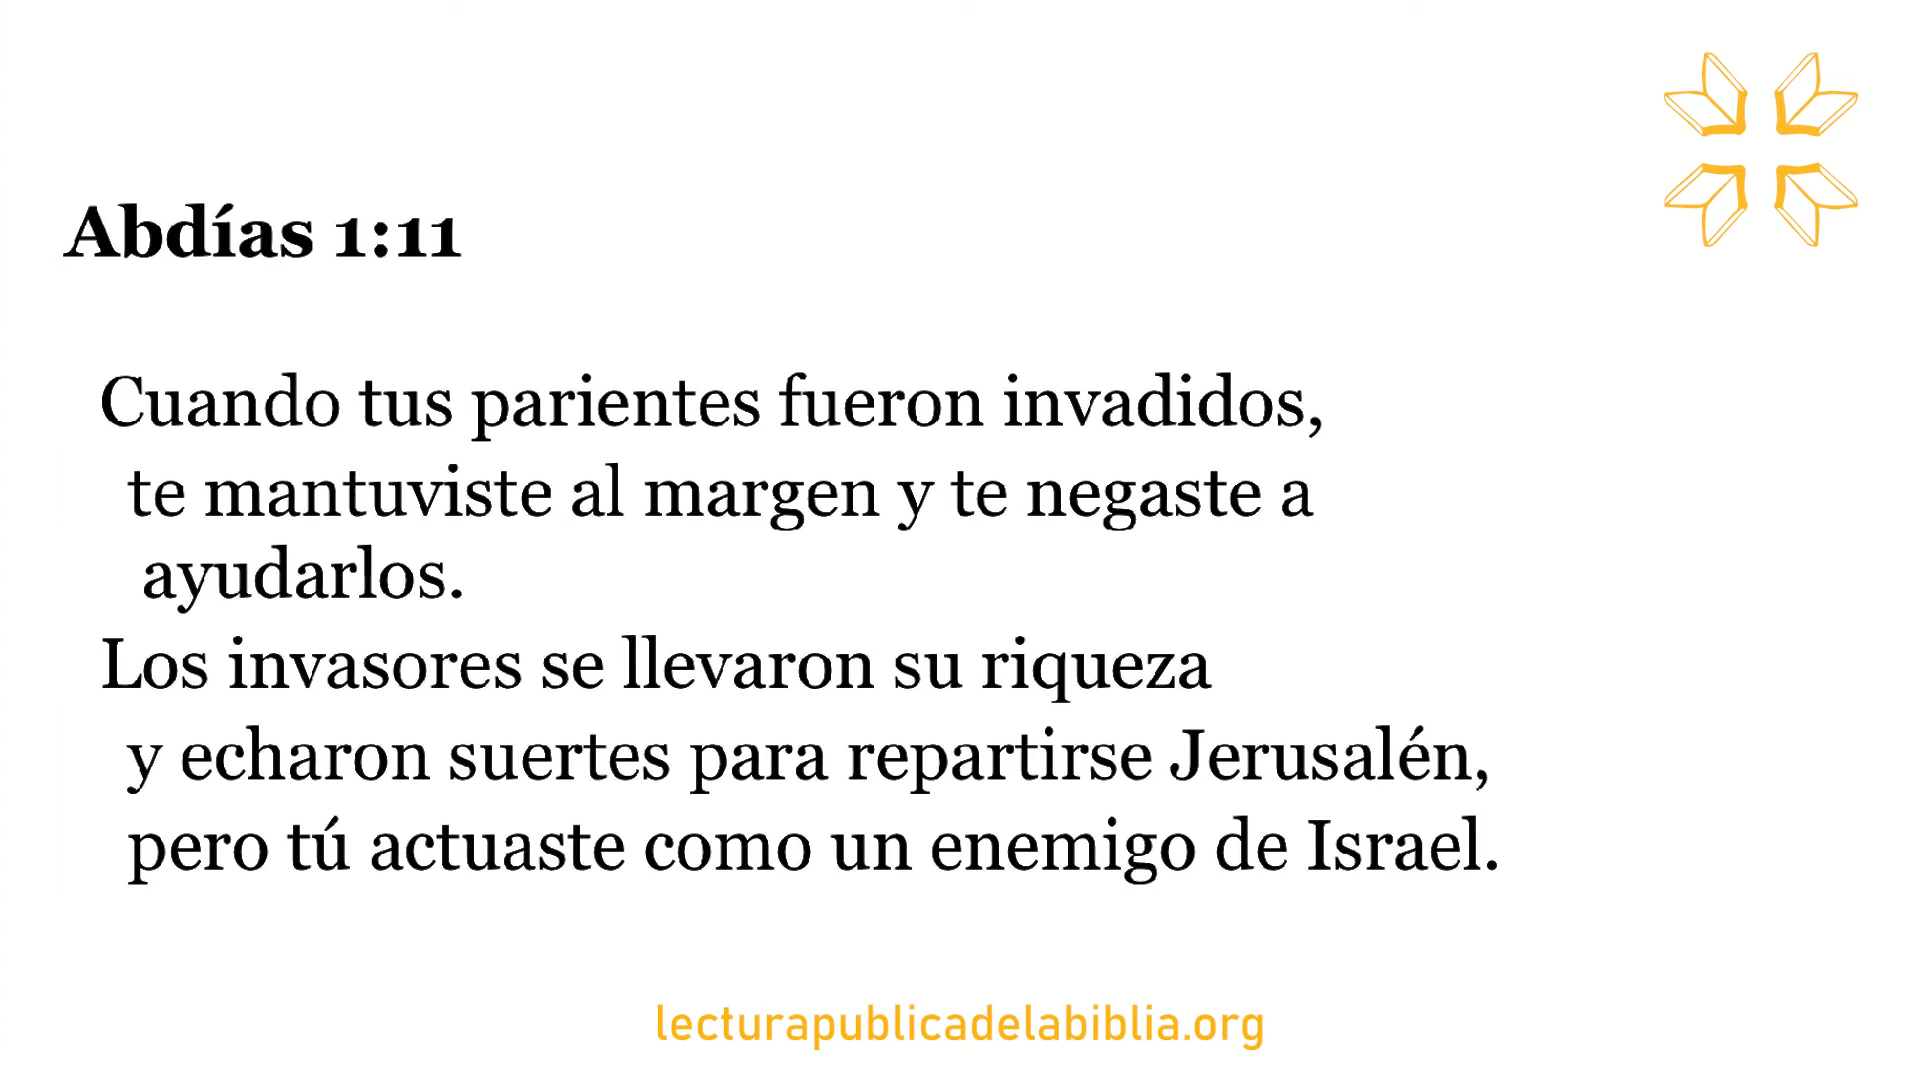 Abdías 1:11
Cuando tus parientes fueron invadidos,
te mantuviste al margen y te negaste a
ayudarlos.
Los invasores se llevaron su riqueza
y echaron suertes para repartirse Jerusalén,
pero tú actuaste como un enemigo de Israel.
lecturapublicadelabiblia.org